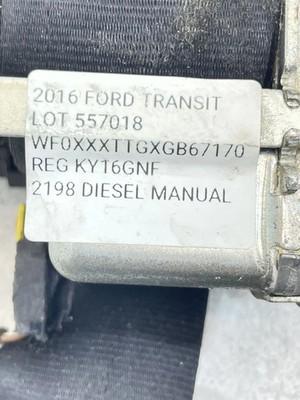 2016 FORD TRANSIT
LOT 557018
WF0XXXTTGXGB67170
REG KY16GNF
2198 DIESEL MANUAL